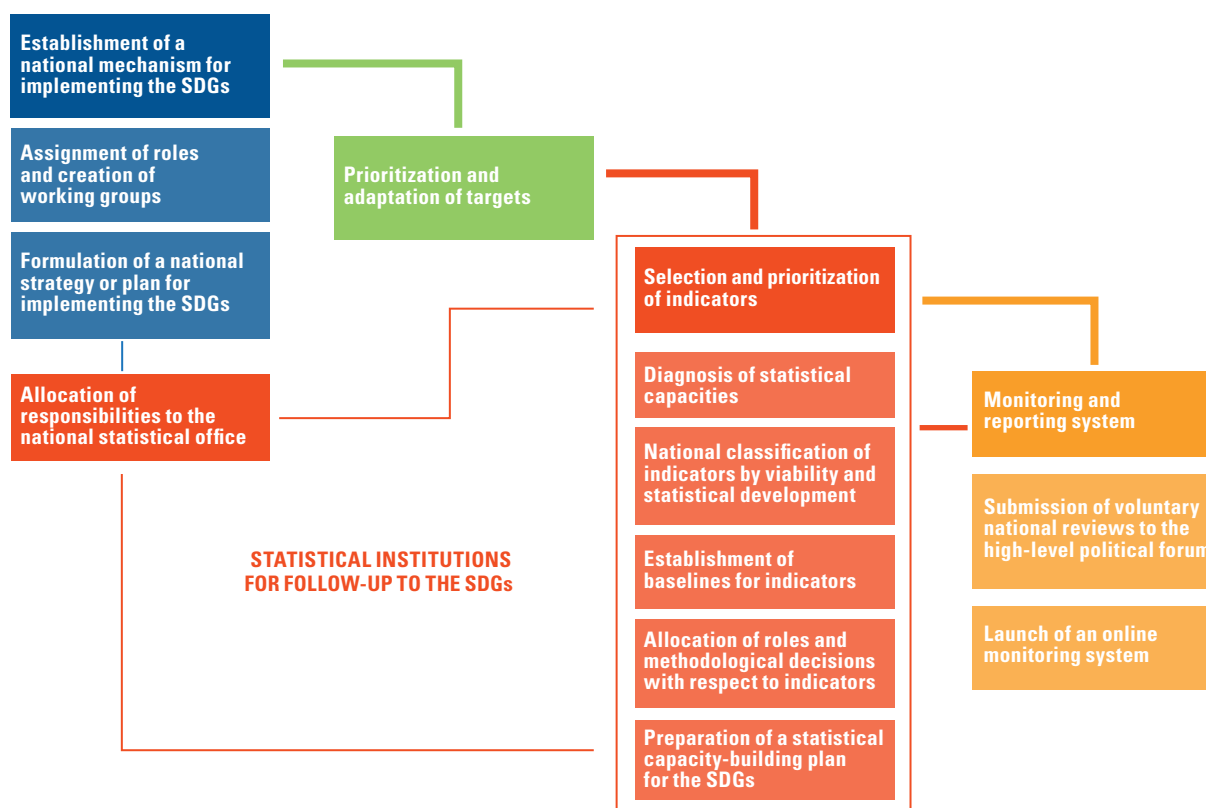 Establishment of a
national mechanism for
implementing the SDGs
Assignment of roles
and creation of
working groups
Formulation of a national
strategy or plan for
implementing the SDGs
Allocation of
responsibilities to the
national statistical office
Prioritization and
adaptation of targets
STATISTICAL INSTITUTIONS
FOR FOLLOW-UP TO THE SDGs
Selection and prioritization
of indicators
Diagnosis of statistical
capacities
National classification of
indicators by viability and
statistical development
Establishment of
baselines for indicators
Allocation of roles and
methodological decisions
with respect to indicators
Preparation of a statistical
capacity-building plan
for the SDGs
Monitoring and
reporting system
Submission of voluntary
national reviews to the
high-level political forum
Launch of an online
monitoring system